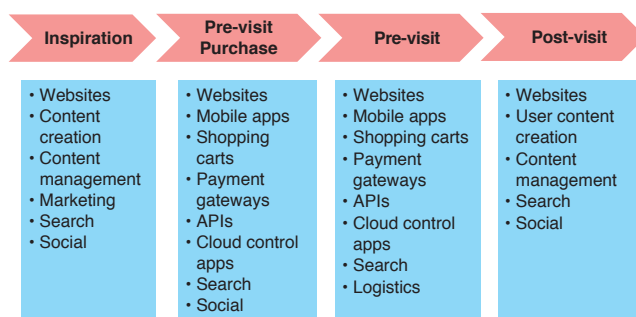 Inspiration
Pre-visit
Purchase
Pre-visit
Post-visit
• Websites
• Content
creation
• Content
management
• Marketing
• Search
• Social
• Websites
• Mobile apps
• Shopping
carts
• Payment
gateways
• APIs
• Cloud control
apps
• Search
• Social
• Websites
• Mobile apps
• Shopping carts
• Payment
gateways
• APIs
• Cloud control
apps
• Search
• Logistics
• Websites
• User content
creation
• Content
management
• Search
• Social